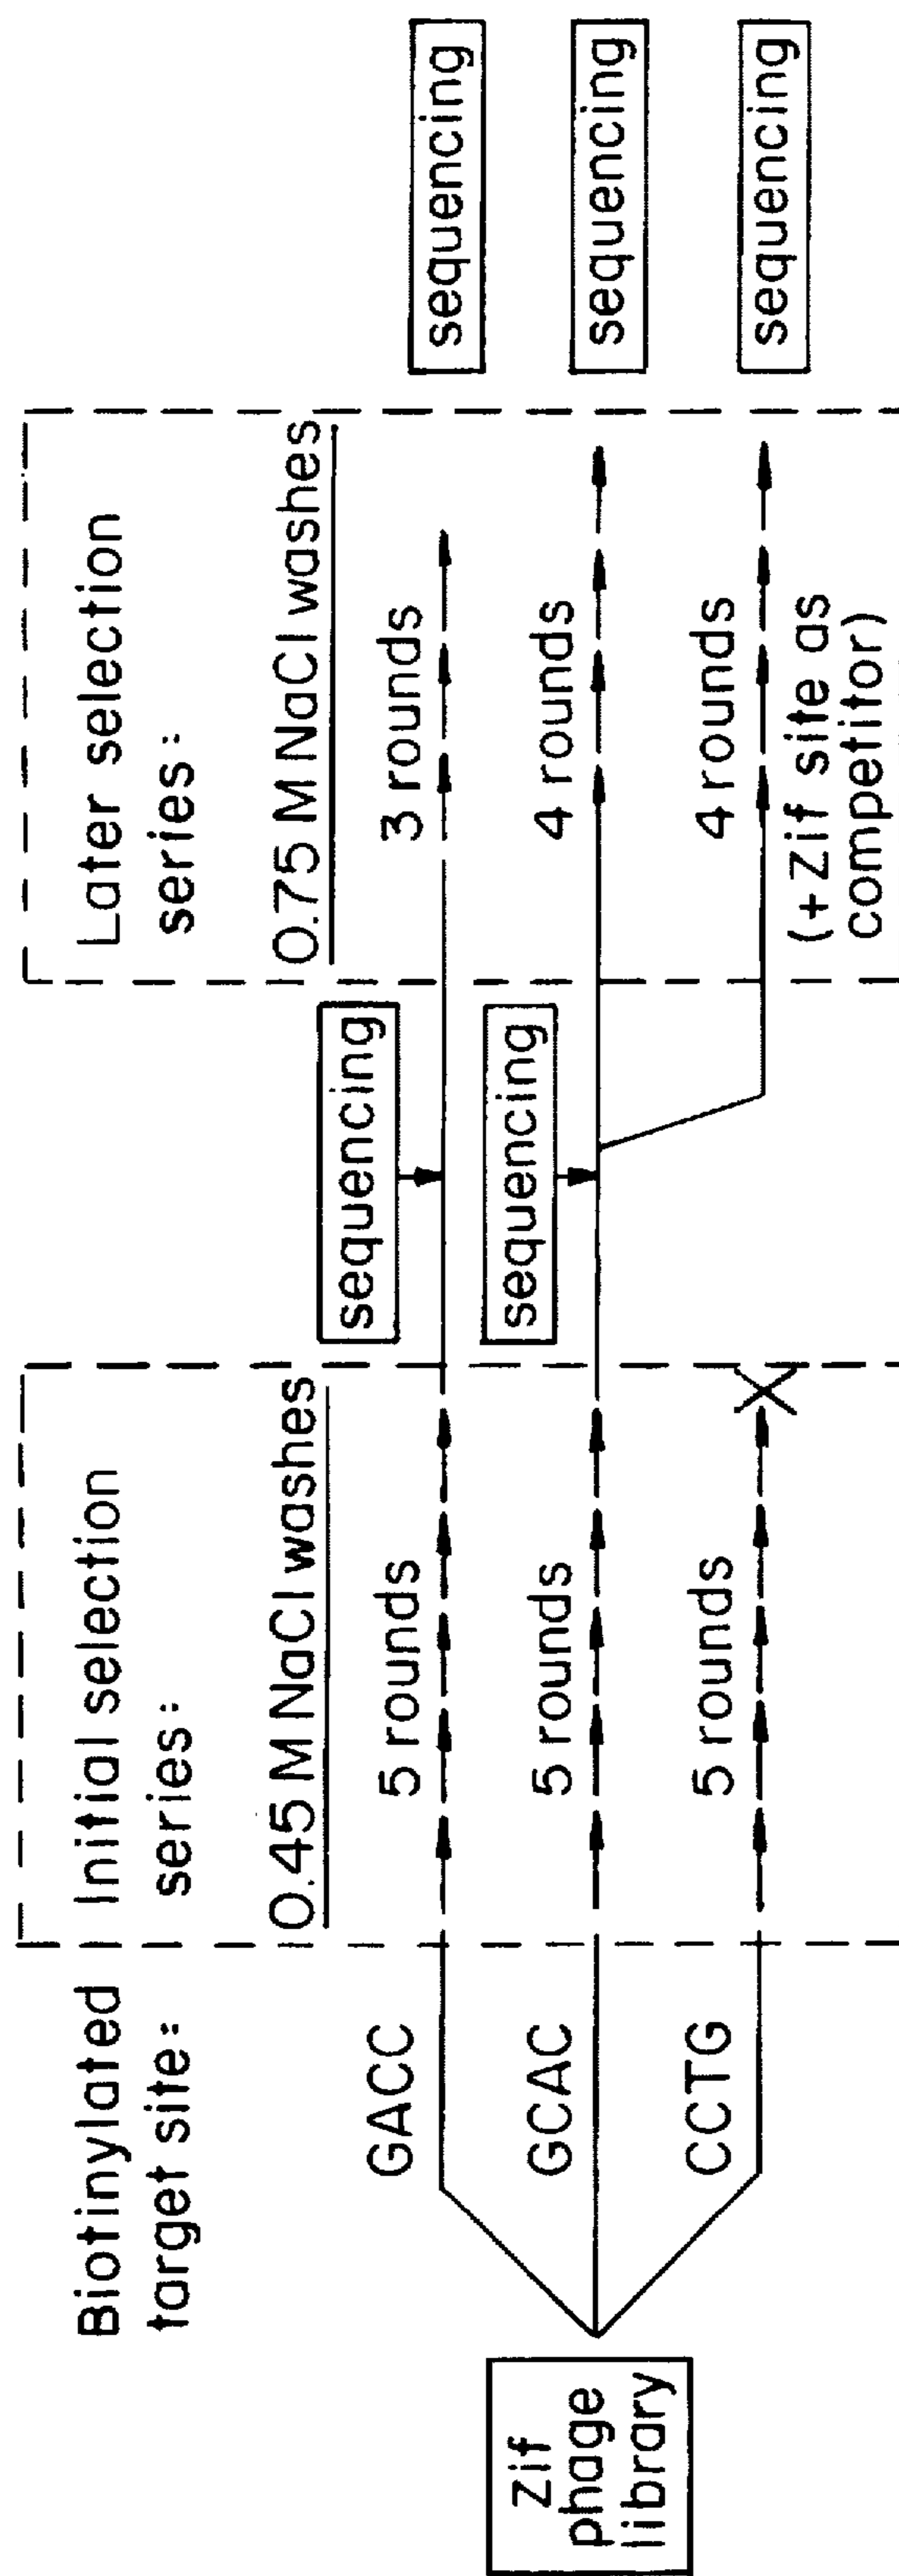 Biotinylated
target site:
Initial selection
series:
Later selection
series:
0.45 M NaCl washes
0.75 M NaCl washes
Zif
phage
library
GACC
5 rounds
sequencing
3 rounds
sequencing
GCAC
5 rounds
sequencing
4 rounds
sequencing
CCTG
5 rounds
4 rounds
(+ Zif site as
competitor)
sequencing